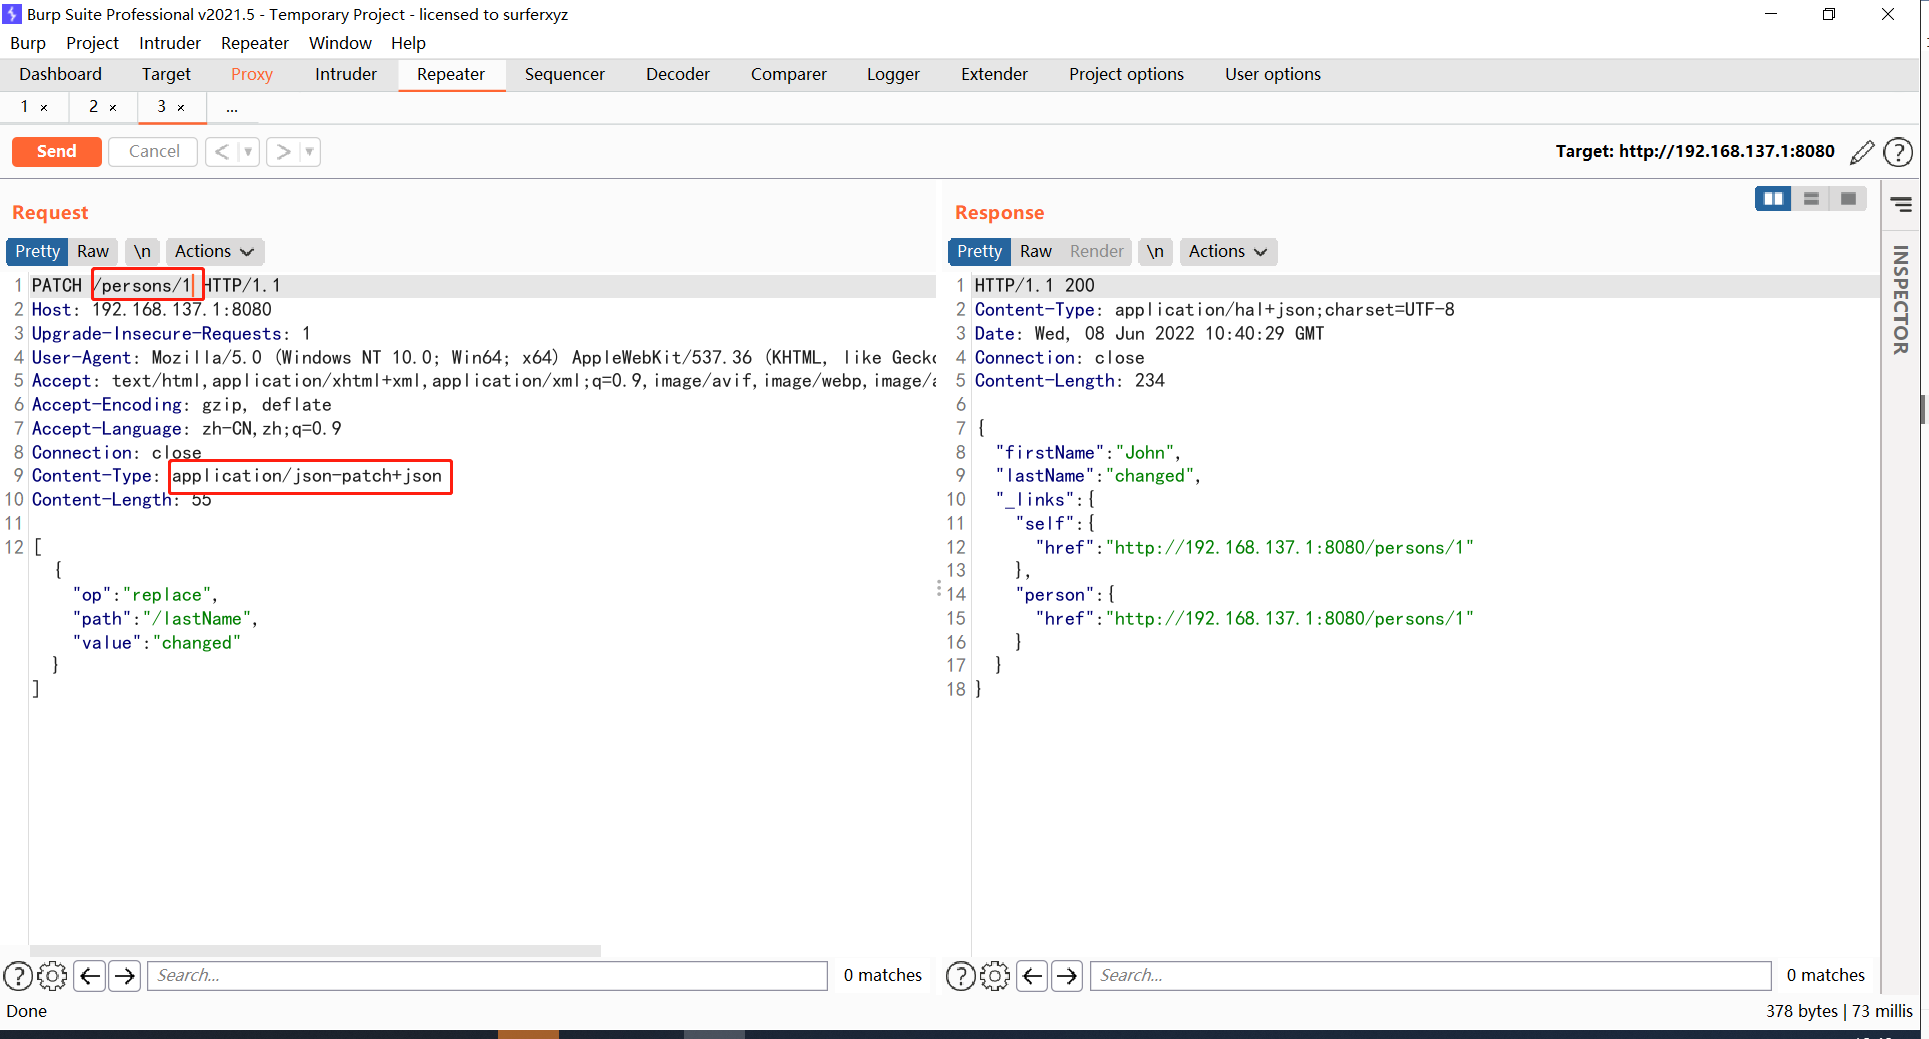 Burp Suite Professional v2021.5 - Temporary Project - licensed to surferxyz
Burp Project Intruder Repeater Window Help
Dashboard Target Proxy Intruder Repeater Sequencer Decoder Comparer Logger Extender Project options User options
1 × 2 × 3 × ...
Send Cancel < ▼ > ▼ Target: http://192.168.137.1:8080 ?
Request
Pretty Raw \n Actions
1 PATCH /persons/1 HTTP/1.1
2 Host: 192.168.137.1:8080
3 Upgrade-Insecure-Requests: 1
4 User-Agent: Mozilla/5.0 (Windows NT 10.0; Win64; x64) AppleWebKit/537.36 (KHTML, like Gecko
5 Accept: text/html,application/xhtml+xml,application/xml;q=0.9,image/avif,image/webp,image/a
6 Accept-Encoding: gzip, deflate
7 Accept-Language: zh-CN,zh;q=0.9
8 Connection: close
9 Content-Type: application/json-patch+json
10 Content-Length: 55
11
12 [
{
"op":"replace",
"path":"/lastName",
"value":"changed"
}
]
? Search... 0 matches
Response
Pretty Raw Render \n Actions
1 HTTP/1.1 200
2 Content-Type: application/hal+json;charset=UTF-8
3 Date: Wed, 08 Jun 2022 10:40:29 GMT
4 Connection: close
5 Content-Length: 234
6
7 {
8 "firstName":"John",
9 "lastName":"changed",
10 "_links":{
11 "self":{
12 "href":"http://192.168.137.1:8080/persons/1"
13 },
14 "person":{
15 "href":"http://192.168.137.1:8080/persons/1"
16 }
17 }
18 }
? Search... 0 matches
INSPECTOR
Done 378 bytes | 73 millis